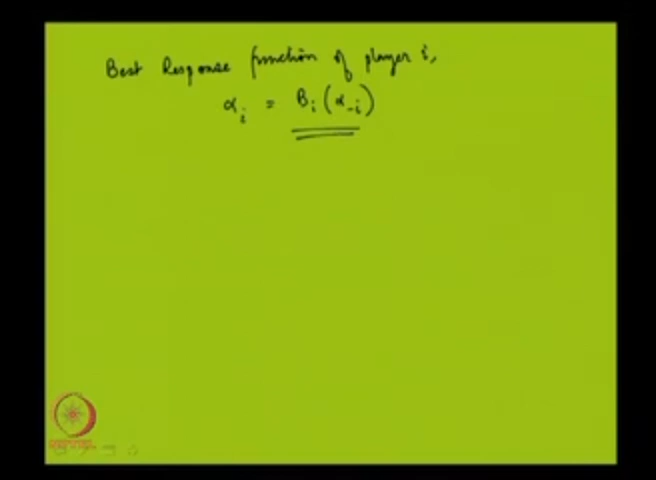 Best Response function of player i,
αᵢ = Bᵢ(α₋ᵢ)